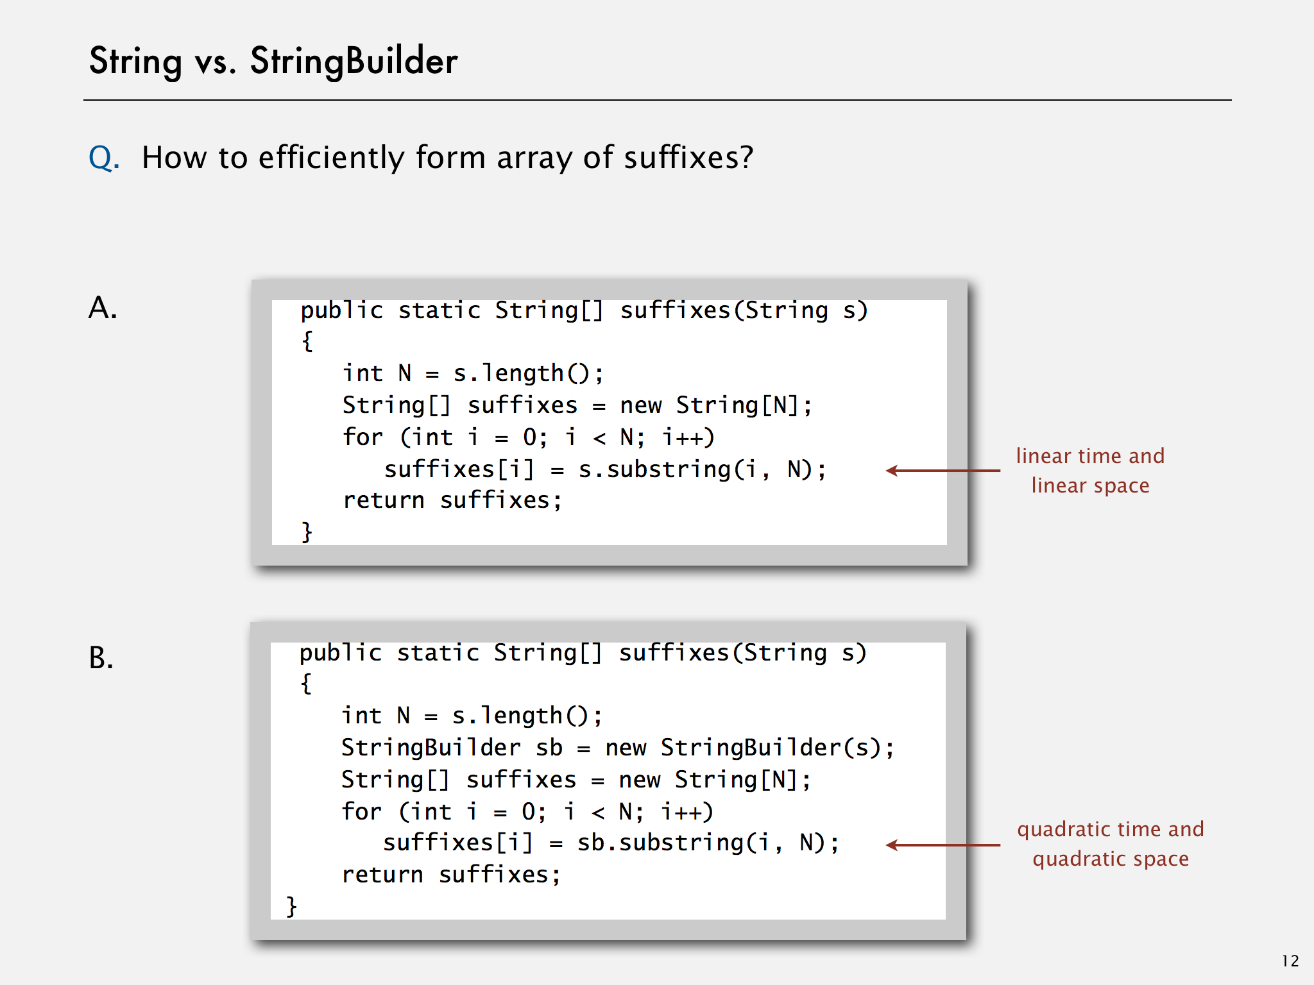 String vs. StringBuilder
Q. How to efficiently form array of suffixes?
A.
public static String[] suffixes(String s)
{
   int N = s.length();
   String[] suffixes = new String[N];
   for (int i = 0; i < N; i++)
      suffixes[i] = s.substring(i, N);
   return suffixes;
}
linear time and
linear space
B.
public static String[] suffixes(String s)
{
   int N = s.length();
   StringBuilder sb = new StringBuilder(s);
   String[] suffixes = new String[N];
   for (int i = 0; i < N; i++)
      suffixes[i] = sb.substring(i, N);
   return suffixes;
}
quadratic time and
quadratic space
12